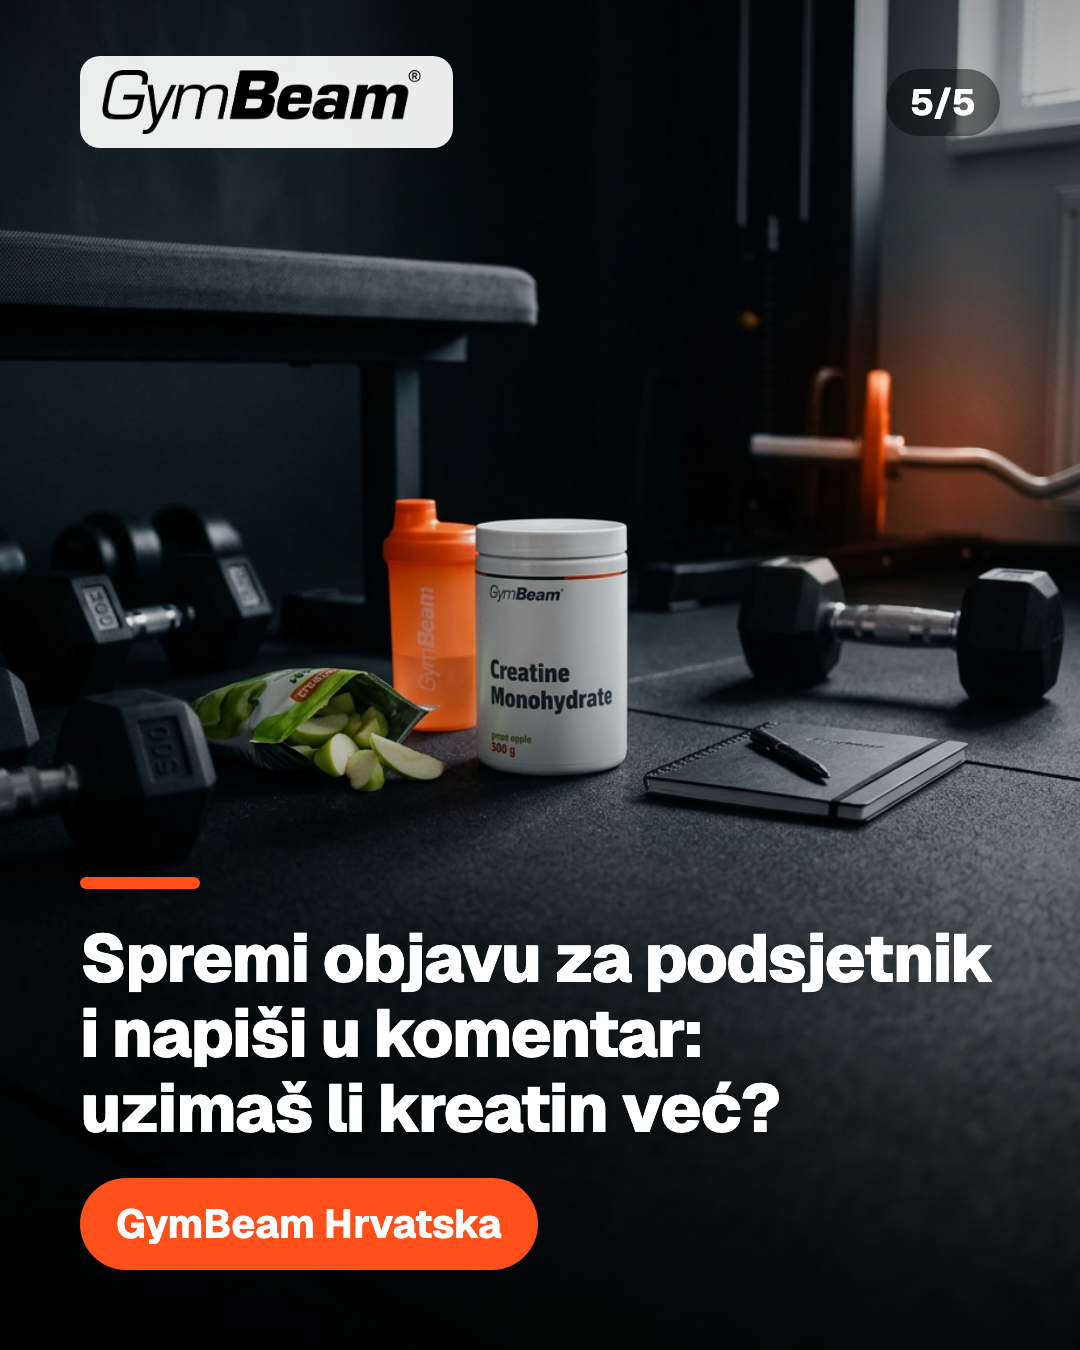 GymBeam®
5/5
GymBeam
GymBeam
Creatine
Monohydrate
300 g
Spremi objavu za podsjetnik
i napiši u komentar:
uzimaš li kreatin već?
GymBeam Hrvatska